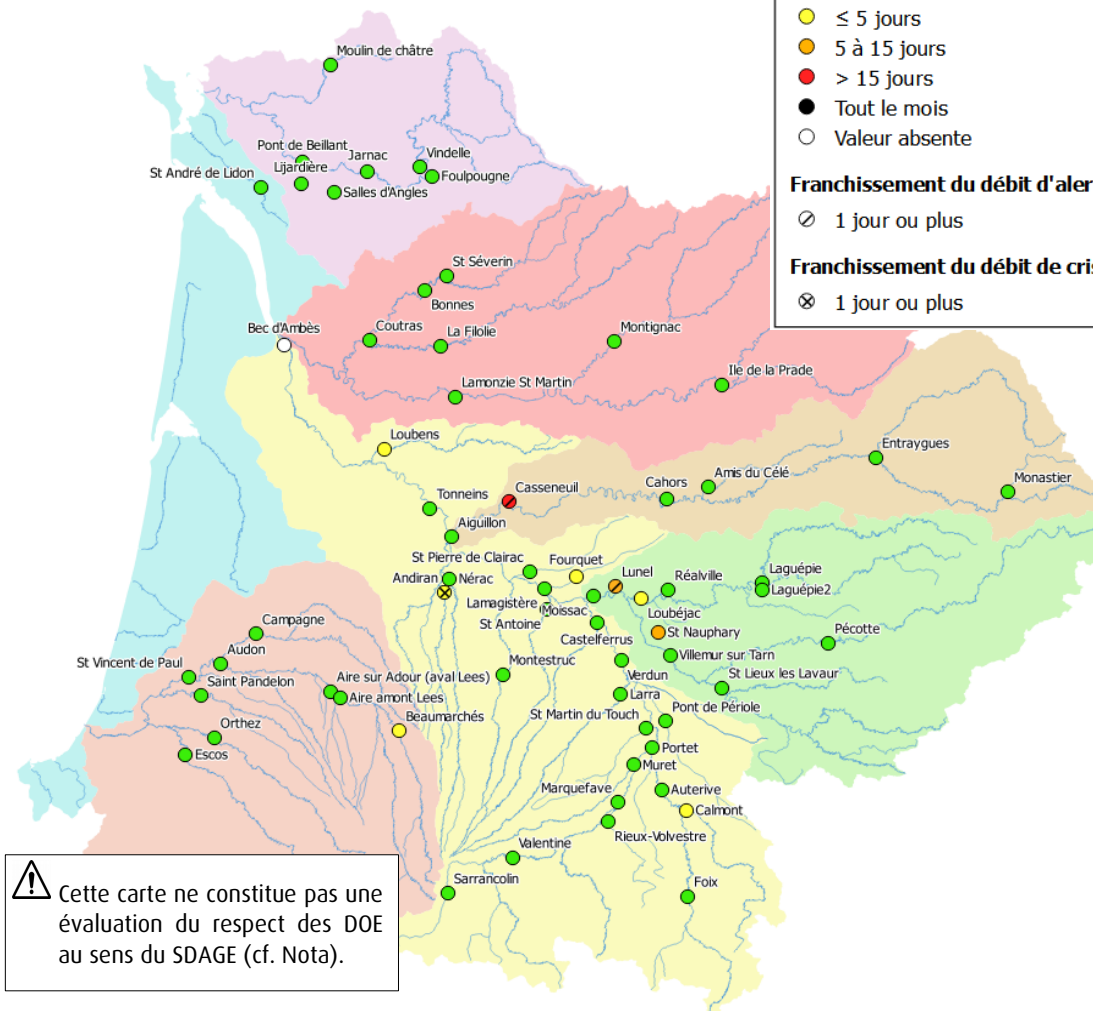 ≤ 5 jours
5 à 15 jours
> 15 jours
Tout le mois
Valeur absente
Franchissement du débit d'aler
1 jour ou plus
Franchissement du débit de cris
1 jour ou plus
Moulin de châtre
Pont de Beillant
Vindelle
Jarnac
Lijardière
St André de Lidon
Foulpougne
Salles d'Angles
St Séverin
Bonnes
Bec d'Ambès
Coutras
La Filolie
Montignac
Ile de la Prade
Lamonzie St Martin
Loubens
Entraygues
Casseneuil
Cahors
Amis du Célé
Monastier
Tonneins
Aiguillon
St Pierre de Clairac
Fourquet
Andiran
Nérac
Lunel
Réalville
Laguépie
Laguépie2
Lamagistère
Moissac
Loubéjac
St Antoine
Campagne
Castelferrus
St Nauphary
Pécotte
Audon
Villemur sur Tarn
St Vincent de Paul
Montestruc
Aire sur Adour (aval Lees)
Verdun
St Lieux les Lavaur
Saint Pandelon
Aire amont Lees
Larra
Pont de Périole
Beaumarchés
St Martin du Touch
Orthez
Portet
Escos
Muret
Marquefave
Auterive
Calmont
Rieux-Volvestre
Valentine
Sarrancolin
Foix
Cette carte ne constitue pas une
évaluation du respect des DOE
au sens du SDAGE (cf. Nota).